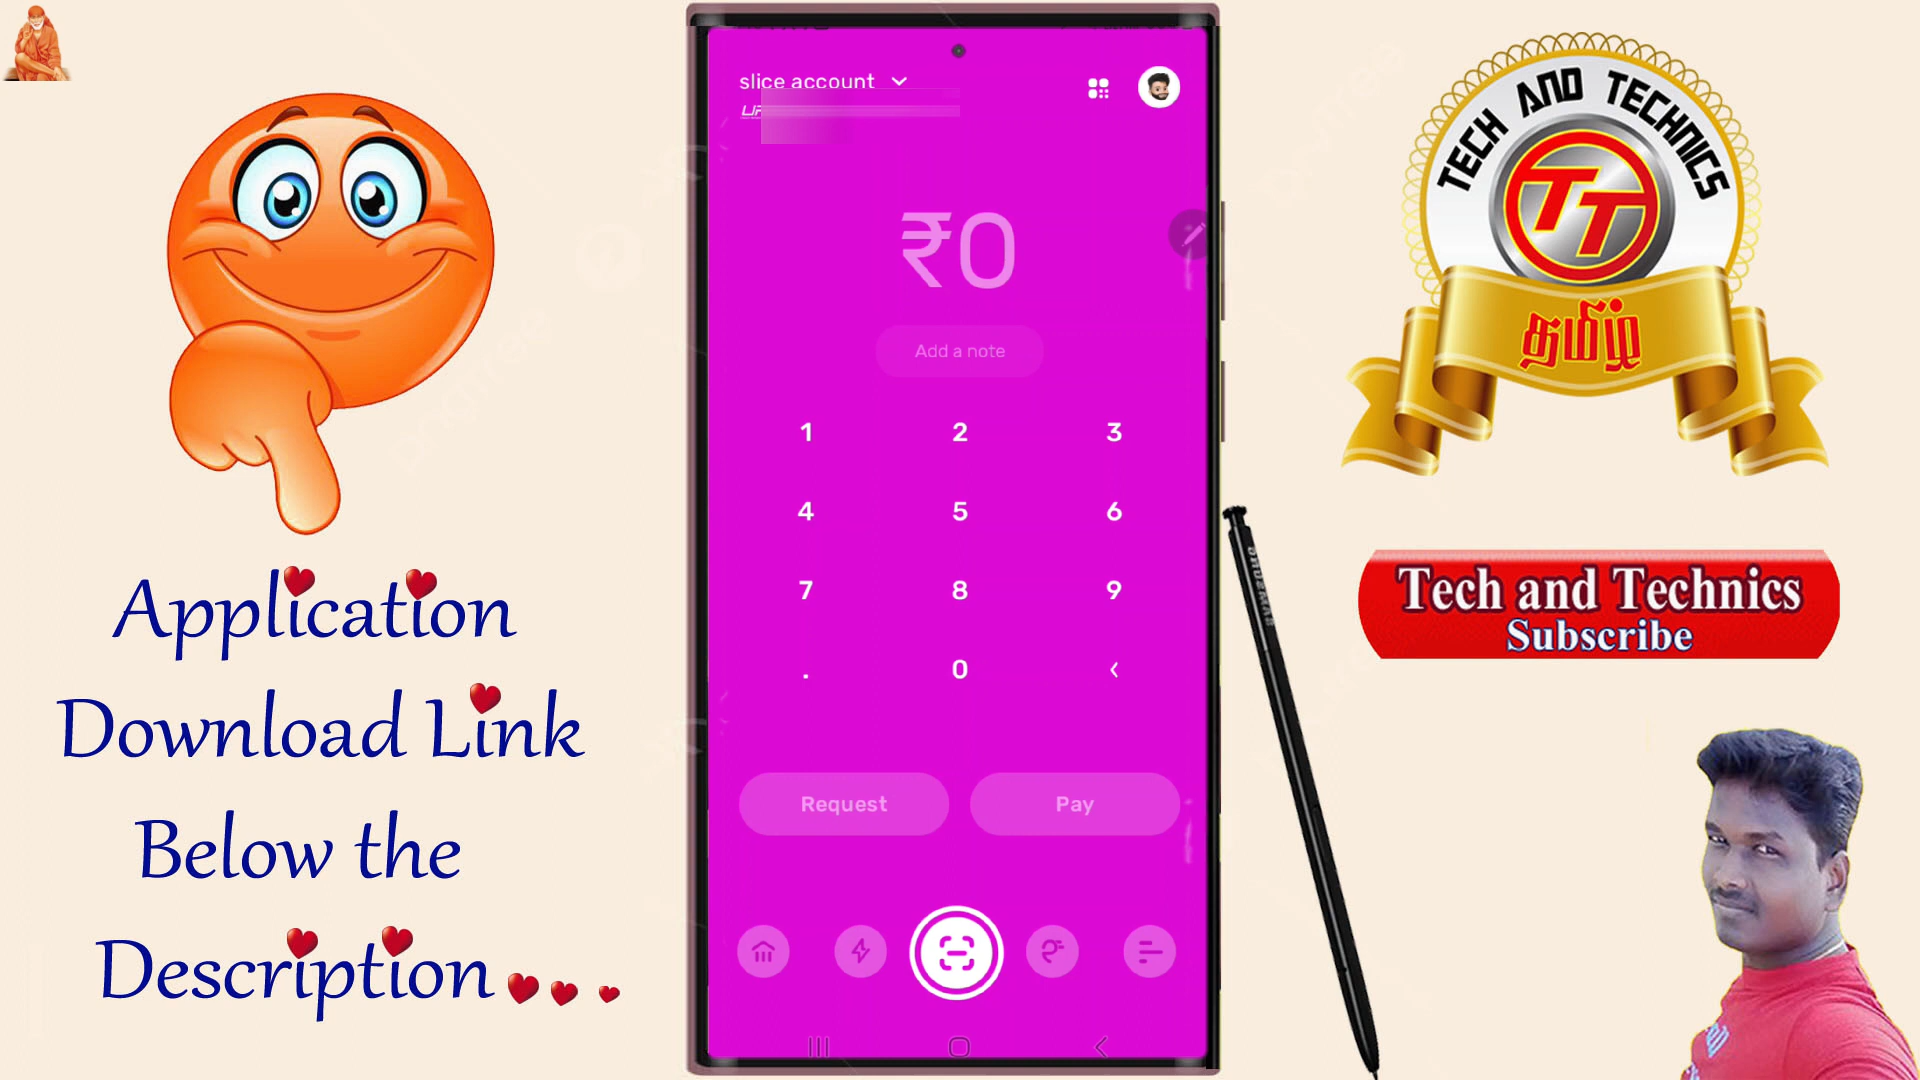 Application
Download Link
Below the
Description...
slice account
₹0
Add a note
1 2 3
4 5 6
7 8 9
. 0
Request Pay
SAMSUNG
TECH AND TECHNICS
TT
தமிழ்
Tech and Technics
Subscribe